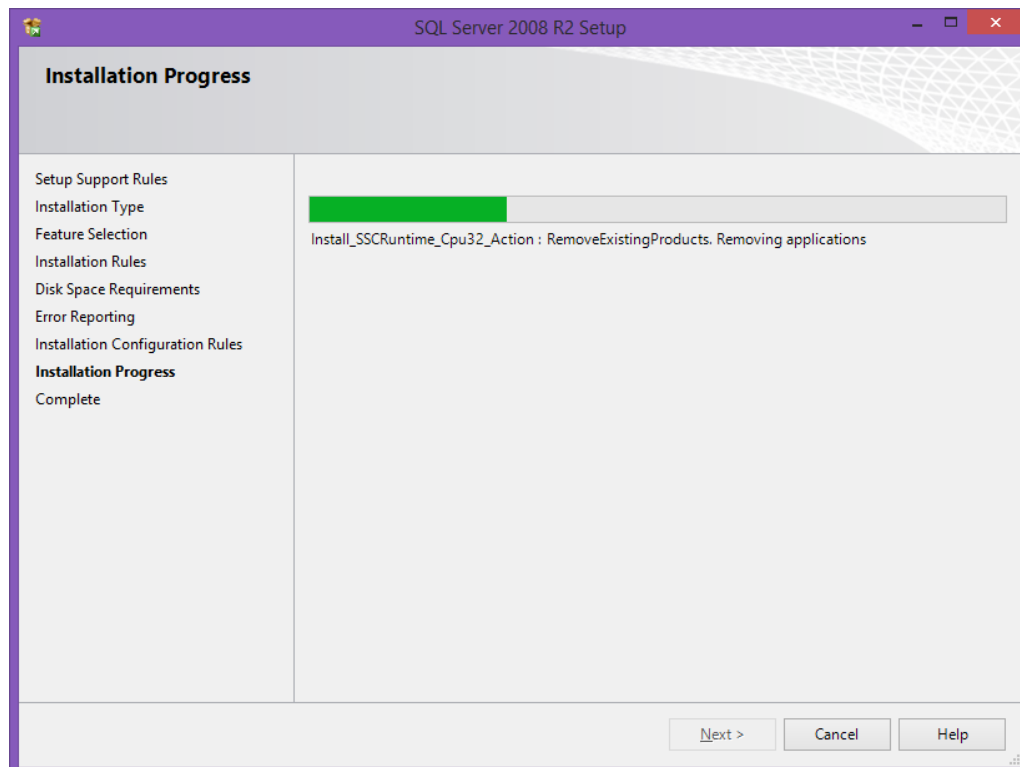 SQL Server 2008 R2 Setup
Installation Progress
Setup Support Rules
Installation Type
Feature Selection
Installation Rules
Disk Space Requirements
Error Reporting
Installation Configuration Rules
Installation Progress
Complete
Install_SSCRuntime_Cpu32_Action : RemoveExistingProducts. Removing applications
Next >
Cancel
Help